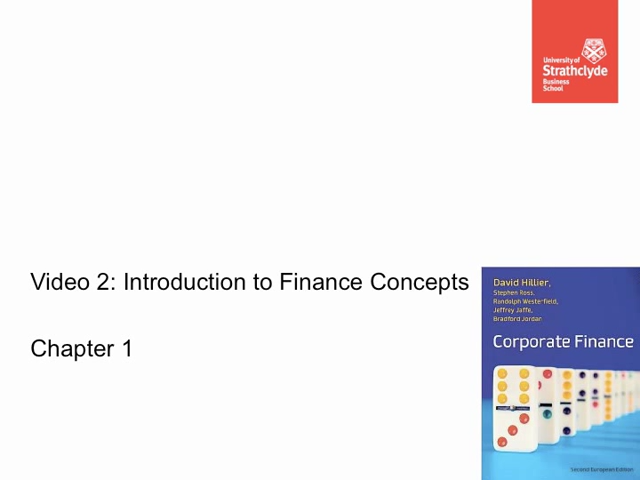 University of
Strathclyde
Business
School
Video 2: Introduction to Finance Concepts
Chapter 1
David Hillier,
Stephen Ross,
Randolph Westerfield,
Jeffrey Jaffe,
Bradford Jordan
Corporate Finance
Second European Edition